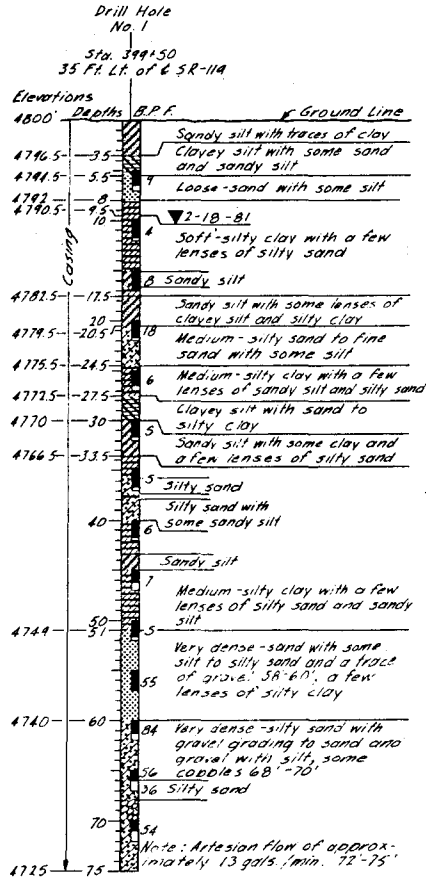 Drill Hole
No. 1
Sta. 399+50
35 Ft. Lt. of ℄ SR-114
Elevations
Depths B.P.F. Ground Line
4800'
Sandy silt with traces of clay
4796.5 3.5 Clayey silt with some sand
and sandy silt
4794.5 5.5 9
Loose-sand with some silt
4792 8
4790.5 9.5
10 2-18-81
4 Soft-silty clay with a few
lenses of silty sand
Casing
8 Sandy silt
4782.5 17.5
Sandy silt with some lenses of
clayey silt and silty clay
20
4779.5 20.5 18
Medium-silty sand to fine
sand with some silt
4775.5 24.5
6 Medium-silty clay with a few
lenses of sandy silt and silty sand
4772.5 27.5
Clayey silt with sand to
silty clay
4770 30 5
Sandy silt with some clay and
a few lenses of silty sand
4766.5 33.5
5
Silty sand
Silty sand with
some sandy silt
40 6
Sandy silt
7
Medium-silty clay with a few
lenses of silty sand and sandy
silt
50
4749 51 5
Very dense-sand with some
silt to silty sand and a trace
of gravel 58'-60', a few
lenses of silty clay
55
4740 60
84 Very dense-silty sand with
gravel grading to sand and
gravel with silt, some
cobbles 68'-70'
56
36 Silty sand
70
54
Note: Artesian flow of approx-
imately 13 gals./min. 72'-75'
4725 75